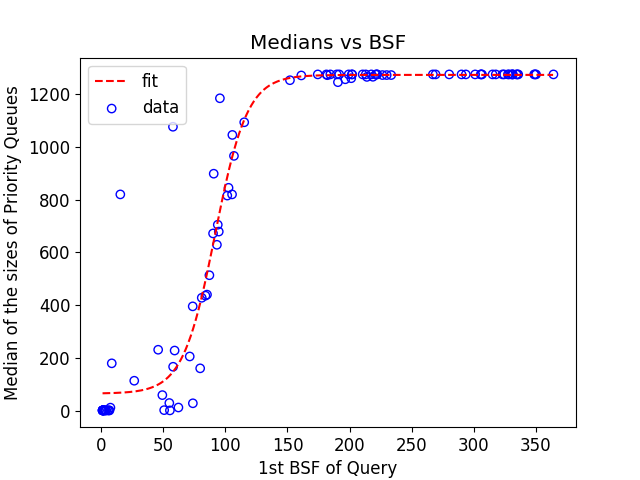 Medians vs BSF
fit
data
Median of the sizes of Priority Queues
0
200
400
600
800
1000
1200
0 50 100 150 200 250 300 350
1st BSF of Query